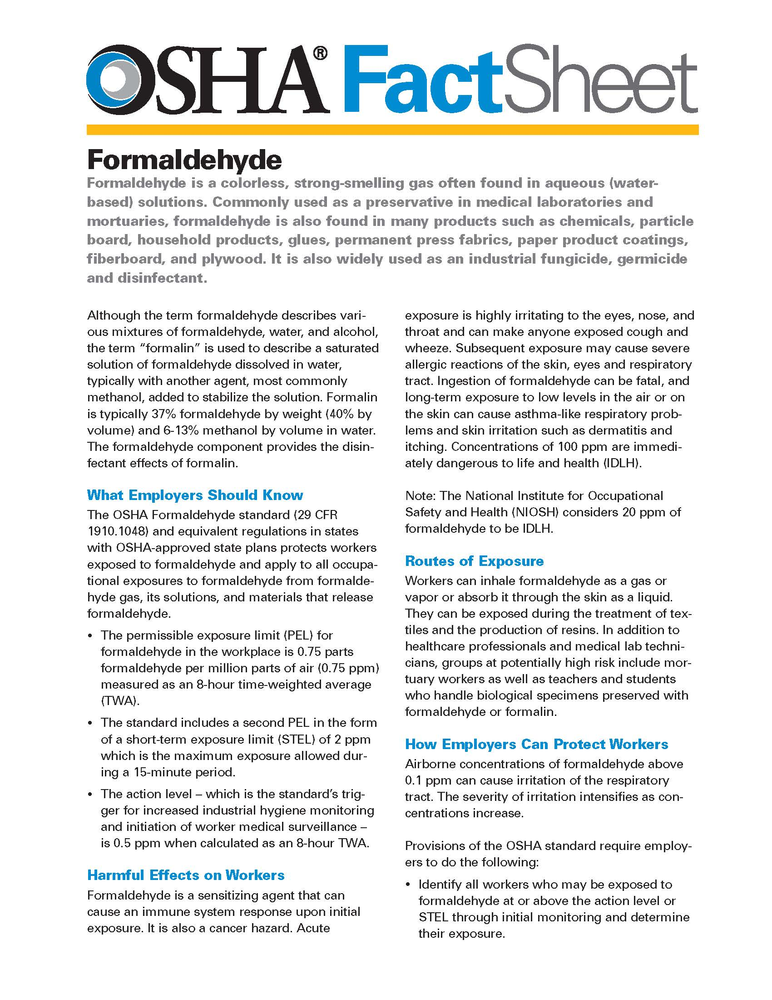 OSHA® FactSheet
Formaldehyde
Formaldehyde is a colorless, strong-smelling gas often found in aqueous (water-
based) solutions. Commonly used as a preservative in medical laboratories and
mortuaries, formaldehyde is also found in many products such as chemicals, particle
board, household products, glues, permanent press fabrics, paper product coatings,
fiberboard, and plywood. It is also widely used as an industrial fungicide, germicide
and disinfectant.
Although the term formaldehyde describes vari-
ous mixtures of formaldehyde, water, and alcohol,
the term “formalin” is used to describe a saturated
solution of formaldehyde dissolved in water,
typically with another agent, most commonly
methanol, added to stabilize the solution. Formalin
is typically 37% formaldehyde by weight (40% by
volume) and 6-13% methanol by volume in water.
The formaldehyde component provides the disin-
fectant effects of formalin.
What Employers Should Know
The OSHA Formaldehyde standard (29 CFR
1910.1048) and equivalent regulations in states
with OSHA-approved state plans protects workers
exposed to formaldehyde and apply to all occupa-
tional exposures to formaldehyde from formalde-
hyde gas, its solutions, and materials that release
formaldehyde.
• The permissible exposure limit (PEL) for
formaldehyde in the workplace is 0.75 parts
formaldehyde per million parts of air (0.75 ppm)
measured as an 8-hour time-weighted average
(TWA).
• The standard includes a second PEL in the form
of a short-term exposure limit (STEL) of 2 ppm
which is the maximum exposure allowed dur-
ing a 15-minute period.
• The action level – which is the standard’s trig-
ger for increased industrial hygiene monitoring
and initiation of worker medical surveillance –
is 0.5 ppm when calculated as an 8-hour TWA.
Harmful Effects on Workers
Formaldehyde is a sensitizing agent that can
cause an immune system response upon initial
exposure. It is also a cancer hazard. Acute
exposure is highly irritating to the eyes, nose, and
throat and can make anyone exposed cough and
wheeze. Subsequent exposure may cause severe
allergic reactions of the skin, eyes and respiratory
tract. Ingestion of formaldehyde can be fatal, and
long-term exposure to low levels in the air or on
the skin can cause asthma-like respiratory prob-
lems and skin irritation such as dermatitis and
itching. Concentrations of 100 ppm are immedi-
ately dangerous to life and health (IDLH).
Note: The National Institute for Occupational
Safety and Health (NIOSH) considers 20 ppm of
formaldehyde to be IDLH.
Routes of Exposure
Workers can inhale formaldehyde as a gas or
vapor or absorb it through the skin as a liquid.
They can be exposed during the treatment of tex-
tiles and the production of resins. In addition to
healthcare professionals and medical lab techni-
cians, groups at potentially high risk include mor-
tuary workers as well as teachers and students
who handle biological specimens preserved with
formaldehyde or formalin.
How Employers Can Protect Workers
Airborne concentrations of formaldehyde above
0.1 ppm can cause irritation of the respiratory
tract. The severity of irritation intensifies as con-
centrations increase.
Provisions of the OSHA standard require employ-
ers to do the following:
• Identify all workers who may be exposed to
formaldehyde at or above the action level or
STEL through initial monitoring and determine
their exposure.